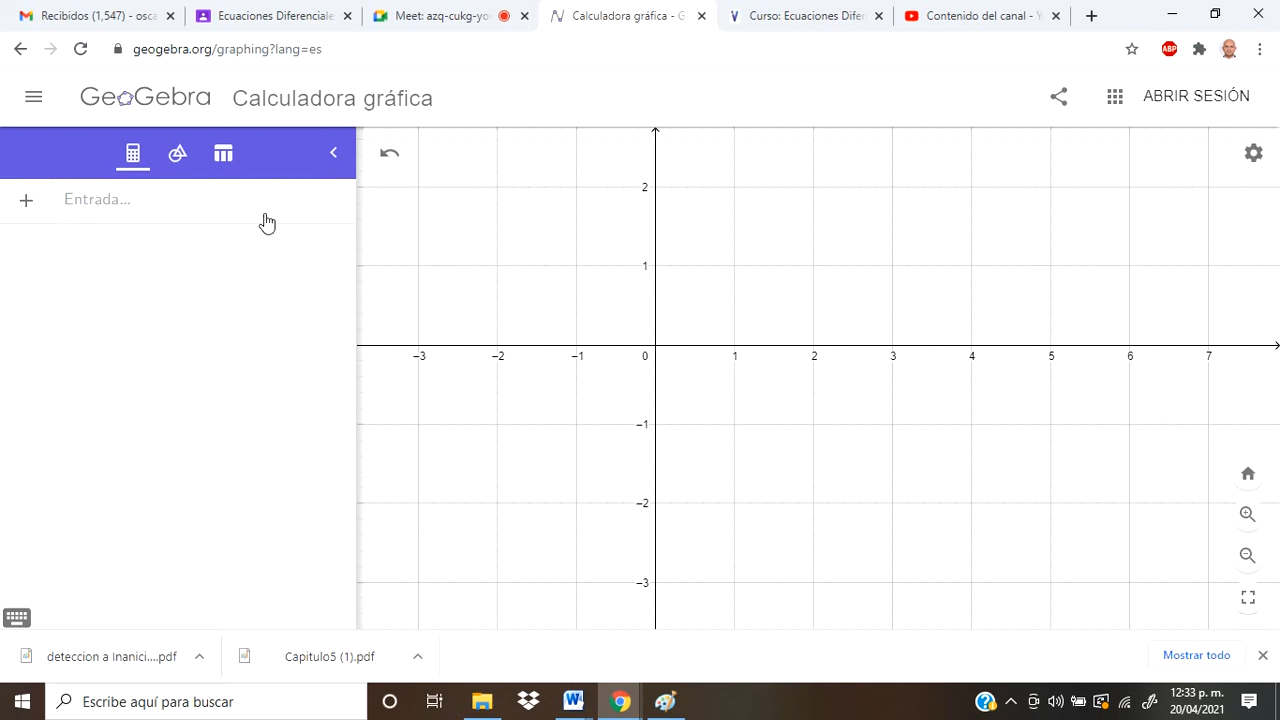 Recibidos (1,547) - osca
Ecuaciones Diferenciale
Meet: azq-cukg-yo
Calculadora gráfica - G
Curso: Ecuaciones Difer
Contenido del canal - Y
geogebra.org/graphing?lang=es
ABP
GeoGebra
Calculadora gráfica
ABRIR SESIÓN
Entrada...
2
1
-3 -2 -1 0 1 2 3 4 5 6 7
-1
-2
-3
deteccion a Inanici....pdf
Capitulo5 (1).pdf
Mostrar todo
Escribe aquí para buscar
12:33 p. m.
20/04/2021